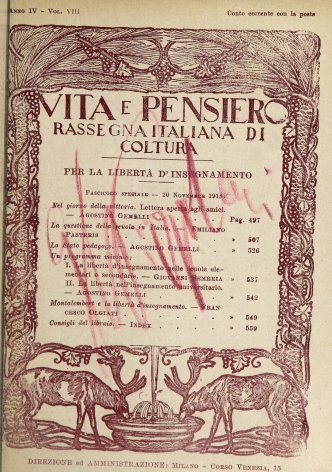 ANNO IV - VOL. VIII
Conto corrente con la posta
VITA E PENSIERO
RASSEGNA ITALIANA DI
COLTURA
PER LA LIBERTÀ D'INSEGNAMENTO
FASCICOLO SPECIALE — 20 NOVEMBRE 1918
Nel giorno della vittoria. Lettera aperta agli amici.
— AGOSTINO GEMELLI Pag. 497
La questione della scuola in Italia. — EMILIANO
PASTERIS » 507
Lo Stato pedagogo. — AGOSTINO GEMELLI » 526
Un programma minimo:
I. La libertà d'insegnamento nelle scuole ele-
mentari e secondarie. — GIOVANNI SEMERIA » 537
II. La libertà nell'insegnamento universitario.
— AGOSTINO GEMELLI » 542
Montalembert e la libertà d'insegnamento. — FRAN-
CESCO OLGIATI » 549
Consigli del libraio. — INDEX » 559
DIREZIONE ed AMMINISTRAZIONE: MILANO - CORSO VENEZIA, 15